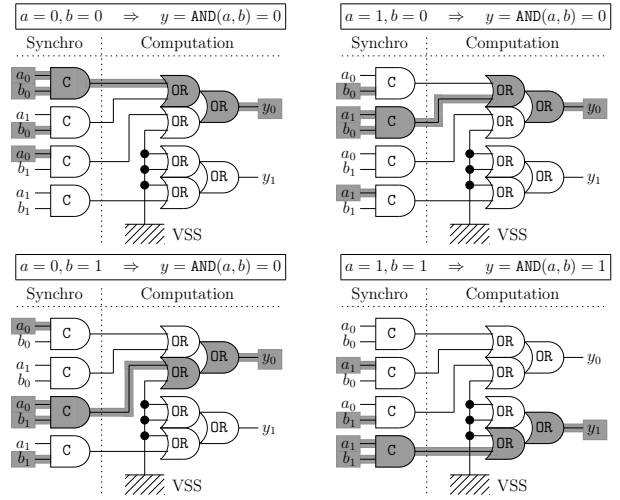 a = 0, b = 0 ⇒ y = AND(a, b) = 0
Synchro Computation
a₀
b₀
C
a₁
b₀
C
a₀
b₁
C
a₁
b₁
C
OR
OR
OR
y₀
OR
OR
OR
y₁
VSS
a = 1, b = 0 ⇒ y = AND(a, b) = 0
Synchro Computation
a₀
b₀
C
a₁
b₀
C
a₀
b₁
C
a₁
b₁
C
OR
OR
OR
y₀
OR
OR
OR
y₁
VSS
a = 0, b = 1 ⇒ y = AND(a, b) = 0
Synchro Computation
a₀
b₀
C
a₁
b₀
C
a₀
b₁
C
a₁
b₁
C
OR
OR
OR
y₀
OR
OR
OR
y₁
VSS
a = 1, b = 1 ⇒ y = AND(a, b) = 1
Synchro Computation
a₀
b₀
C
a₁
b₀
C
a₀
b₁
C
a₁
b₁
C
OR
OR
OR
y₀
OR
OR
OR
y₁
VSS